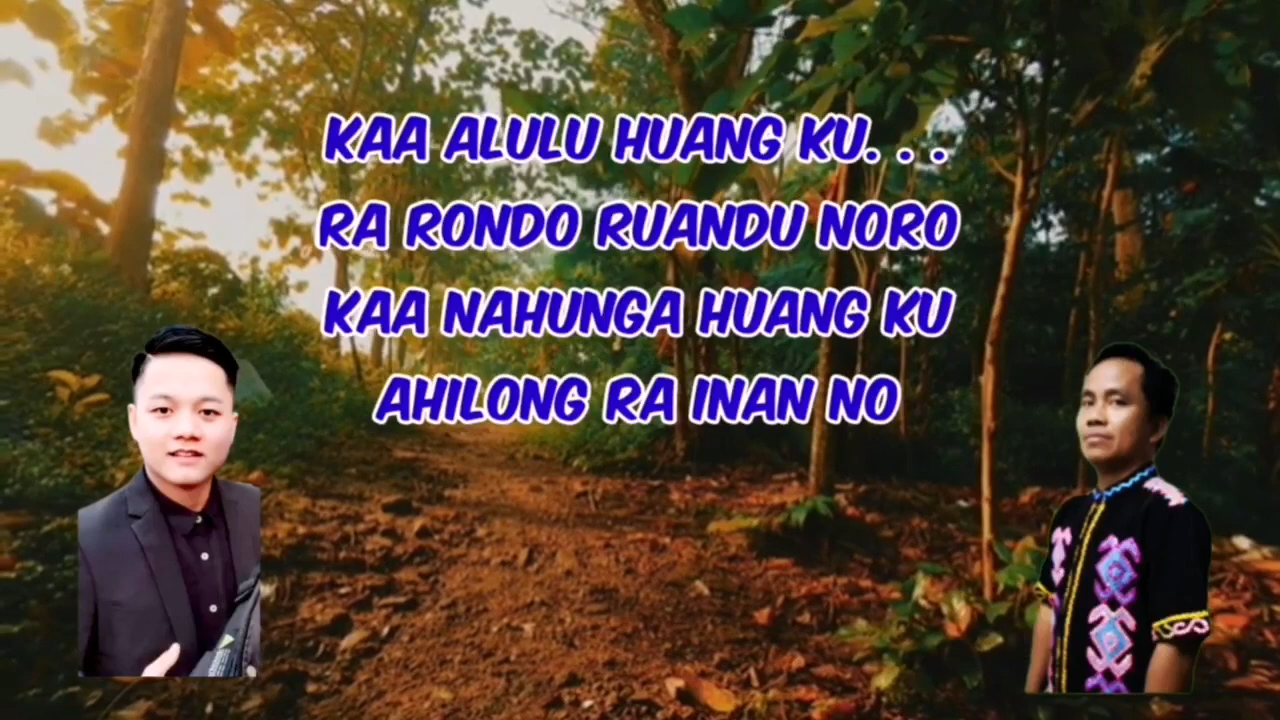 KAA ALULU HUANG KU. . .
RA RONDO RUANDU NORO
KAA NAHUNGA HUANG KU
AHILONG RA INAN NO